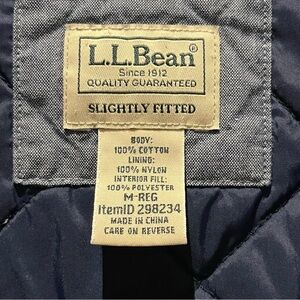 L.L.Bean®
Since 1912
QUALITY GUARANTEED
SLIGHTLY FITTED
BODY:
100% COTTON
LINING:
100% NYLON
INTERIOR FILL:
100% POLYESTER
M-REG
ItemID 298234
MADE IN CHINA
CARE ON REVERSE